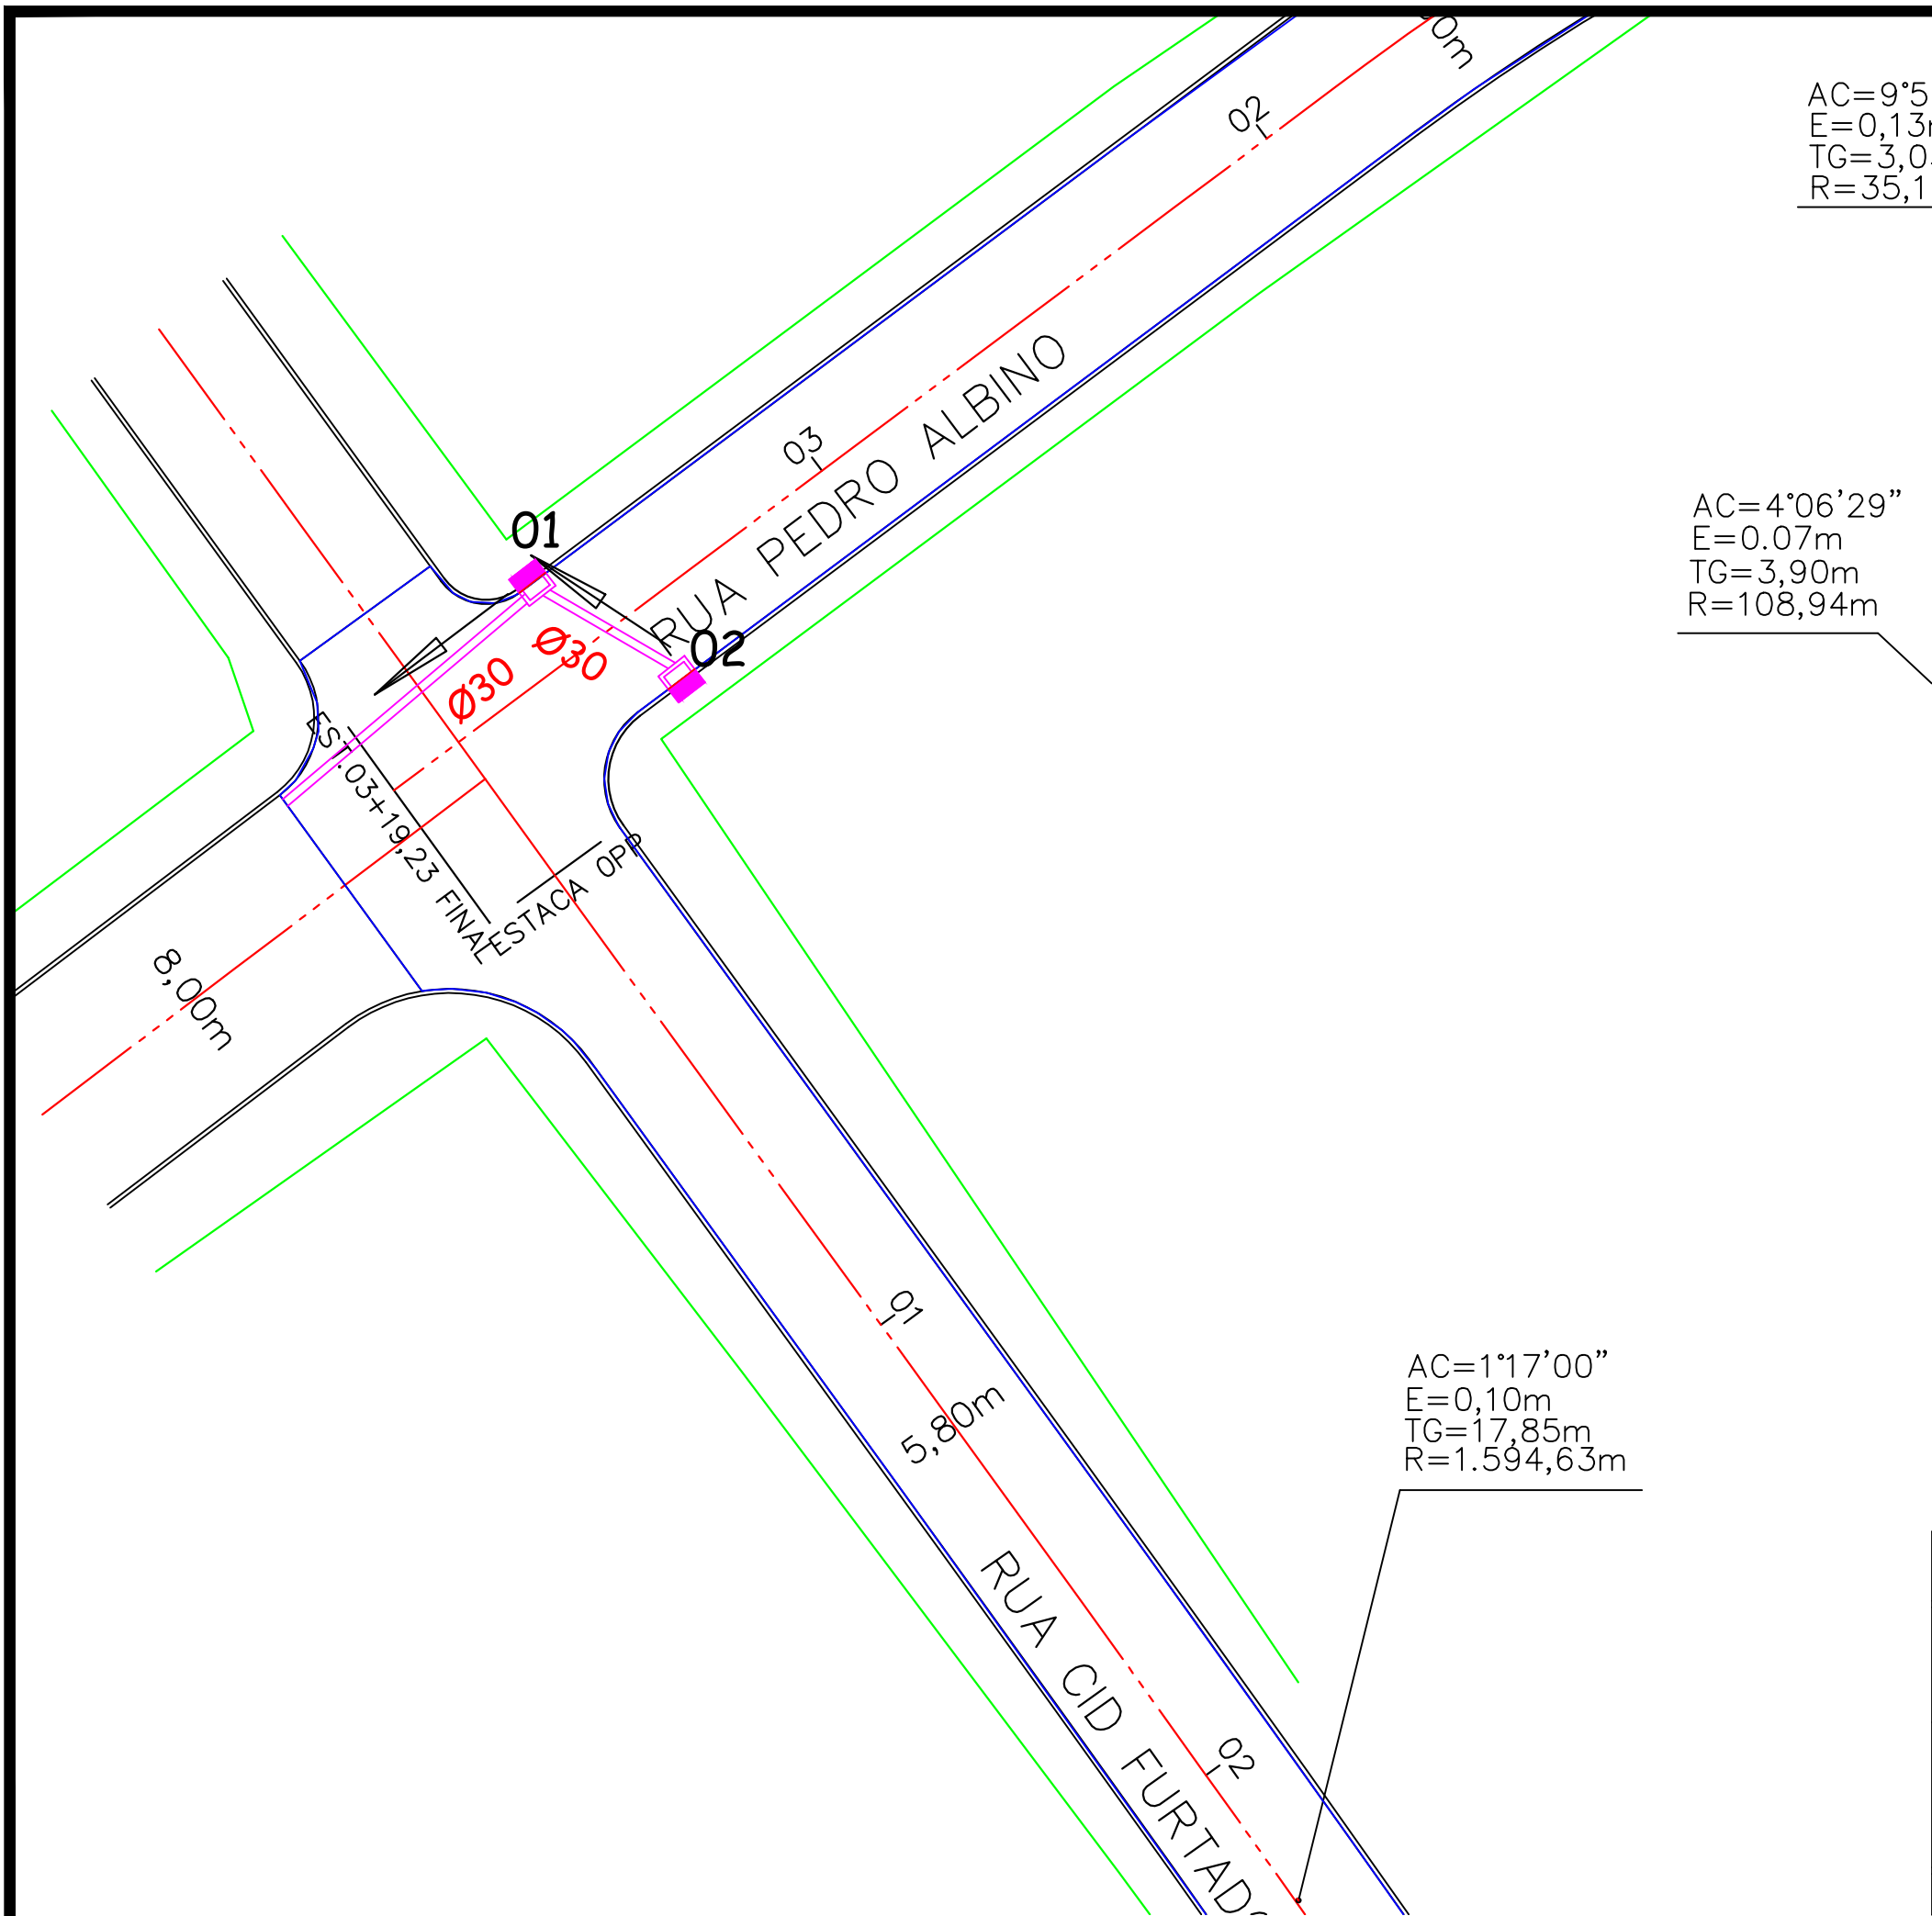 0m
AC=9°5
E=0,13
TG=3,0
R=35,1
02
03
RUA PEDRO ALBINO
AC=4°06'29"
E=0.07m
TG=3,90m
R=108,94m
01
02
Ø30
Ø30
EST.03+19,23 FINAL
ESTACA 0PP
8,00m
01
5,80m
AC=1°17'00"
E=0,10m
TG=17,85m
R=1.594,63m
RUA CID FURTADO
02